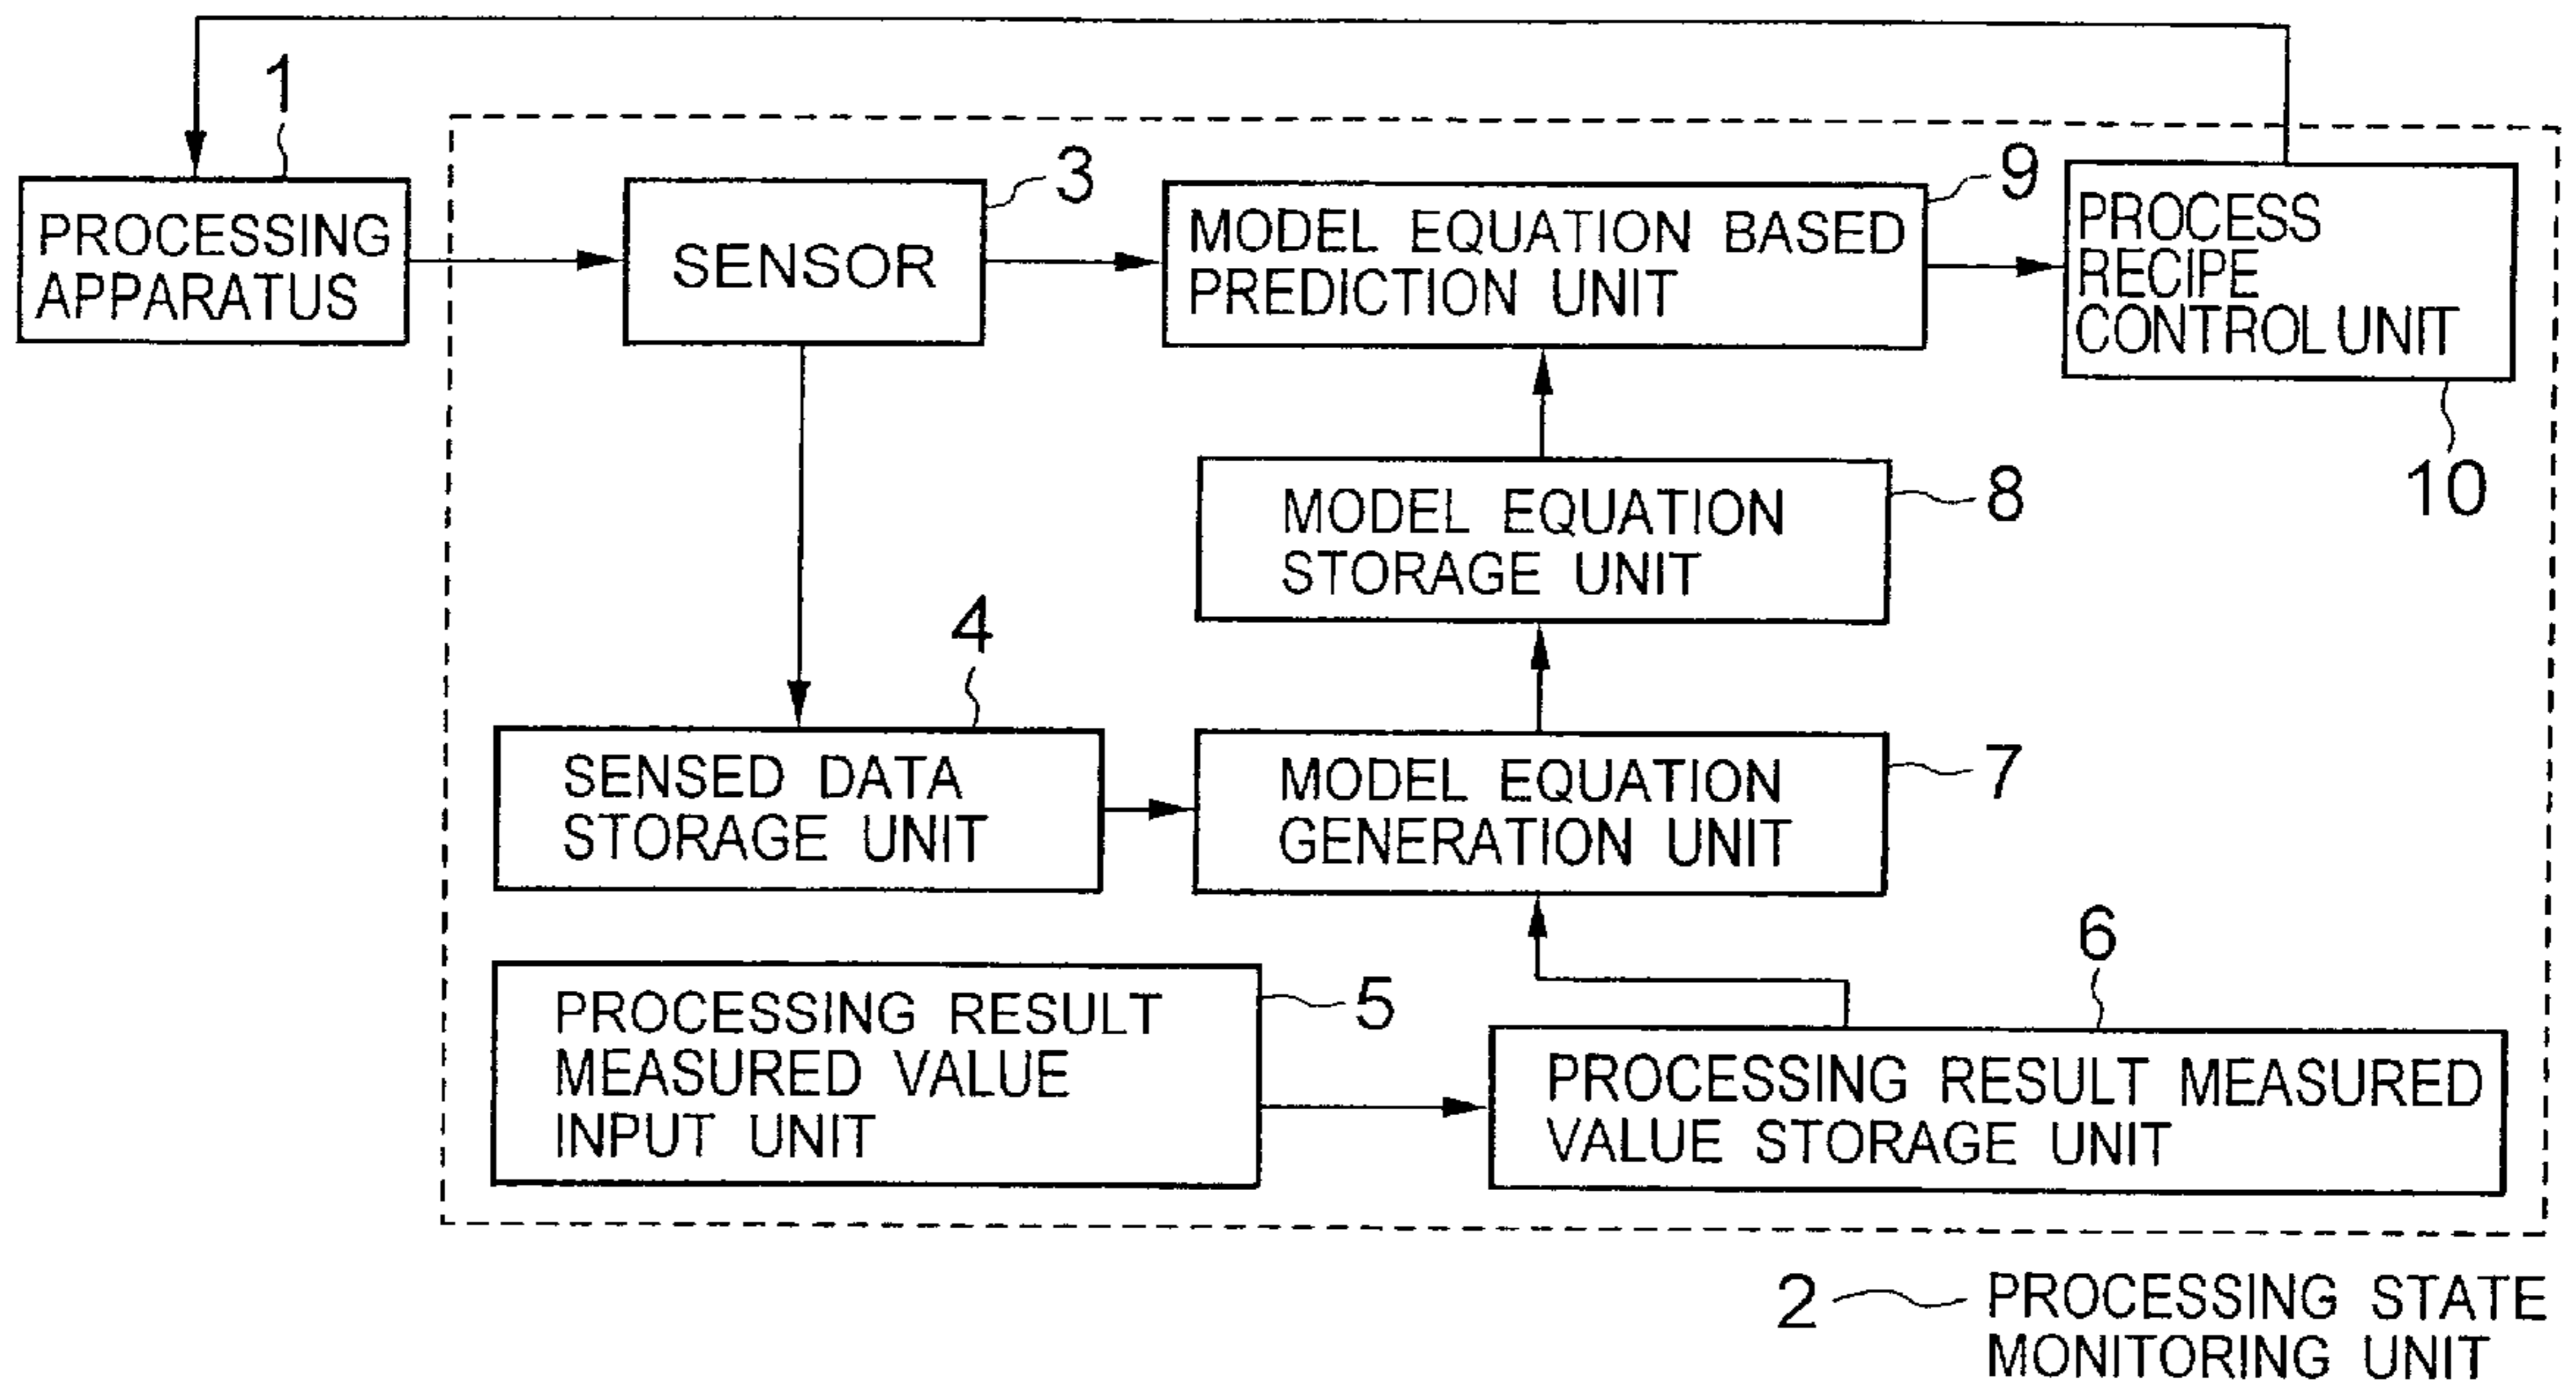 1
PROCESSING
APPARATUS
3
SENSOR
9
MODEL EQUATION BASED
PREDICTION UNIT
PROCESS
RECIPE
CONTROL UNIT
10
8
MODEL EQUATION
STORAGE UNIT
4
SENSED DATA
STORAGE UNIT
7
MODEL EQUATION
GENERATION UNIT
5
PROCESSING RESULT
MEASURED VALUE
INPUT UNIT
6
PROCESSING RESULT MEASURED
VALUE STORAGE UNIT
2 PROCESSING STATE
MONITORING UNIT